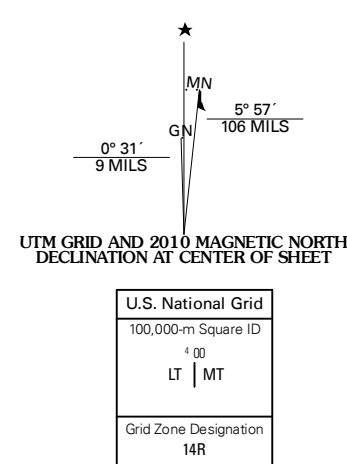 MN
GN
5° 57´
106 MILS
0° 31´
9 MILS
UTM GRID AND 2010 MAGNETIC NORTH
DECLINATION AT CENTER OF SHEET
U.S. National Grid
100,000-m Square ID
4 00
LT MT
Grid Zone Designation
14R